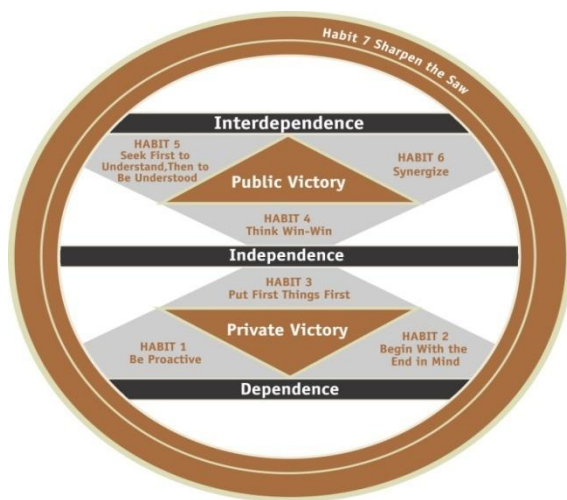 Habit 7 Sharpen the Saw
Interdependence
HABIT 5
Seek First to
Understand,Then to
Be Understood
HABIT 6
Synergize
Public Victory
HABIT 4
Think Win-Win
Independence
HABIT 3
Put First Things First
Private Victory
HABIT 1
Be Proactive
HABIT 2
Begin With the
End in Mind
Dependence